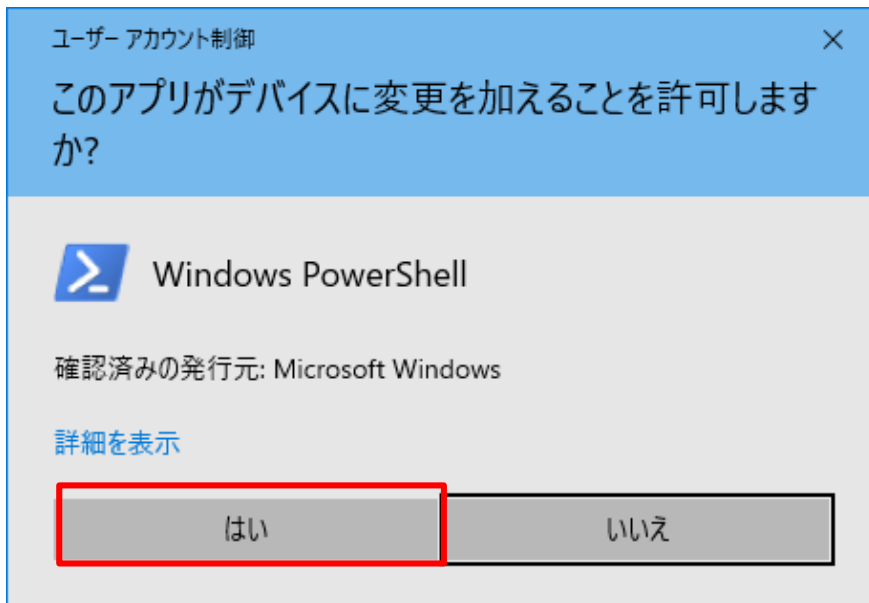 ユーザー アカウント制御
このアプリがデバイスに変更を加えることを許可します
か?
Windows PowerShell
確認済みの発行元: Microsoft Windows
詳細を表示
はい
いいえ